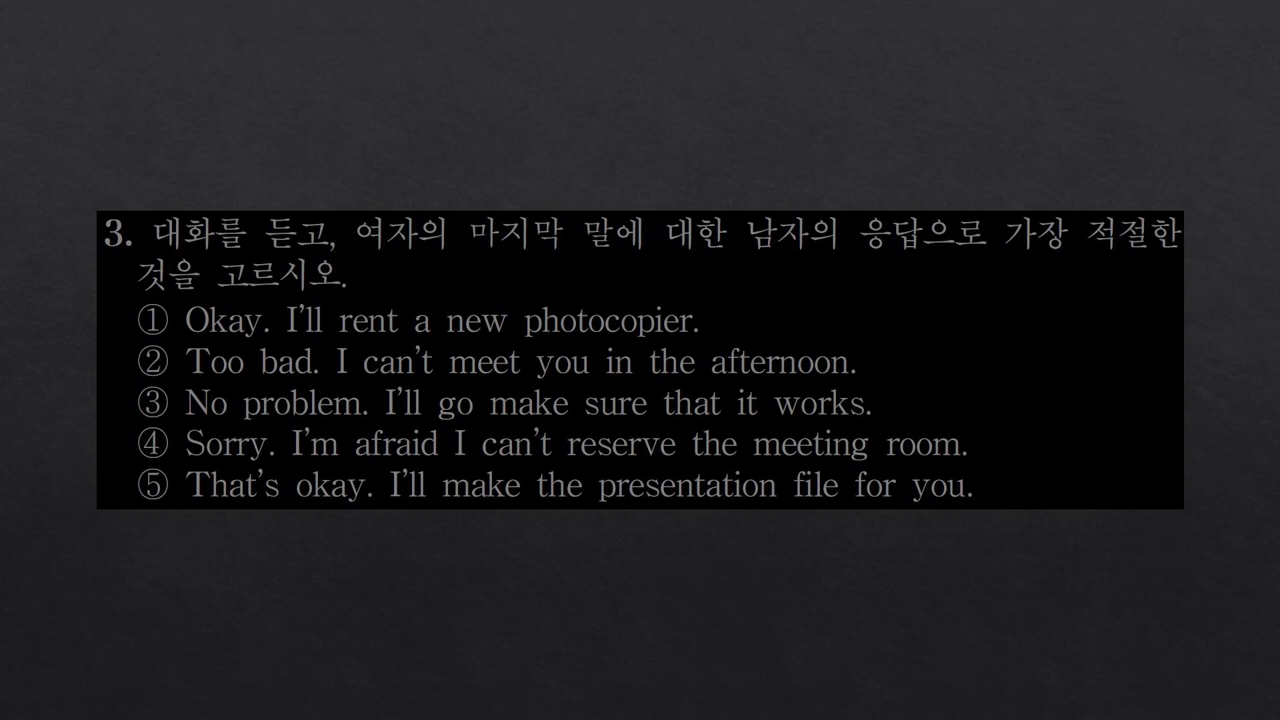 3. 대화를 듣고, 여자의 마지막 말에 대한 남자의 응답으로 가장 적절한
것을 고르시오.
① Okay. I’ll rent a new photocopier.
② Too bad. I can’t meet you in the afternoon.
③ No problem. I’ll go make sure that it works.
④ Sorry. I’m afraid I can’t reserve the meeting room.
⑤ That’s okay. I’ll make the presentation file for you.